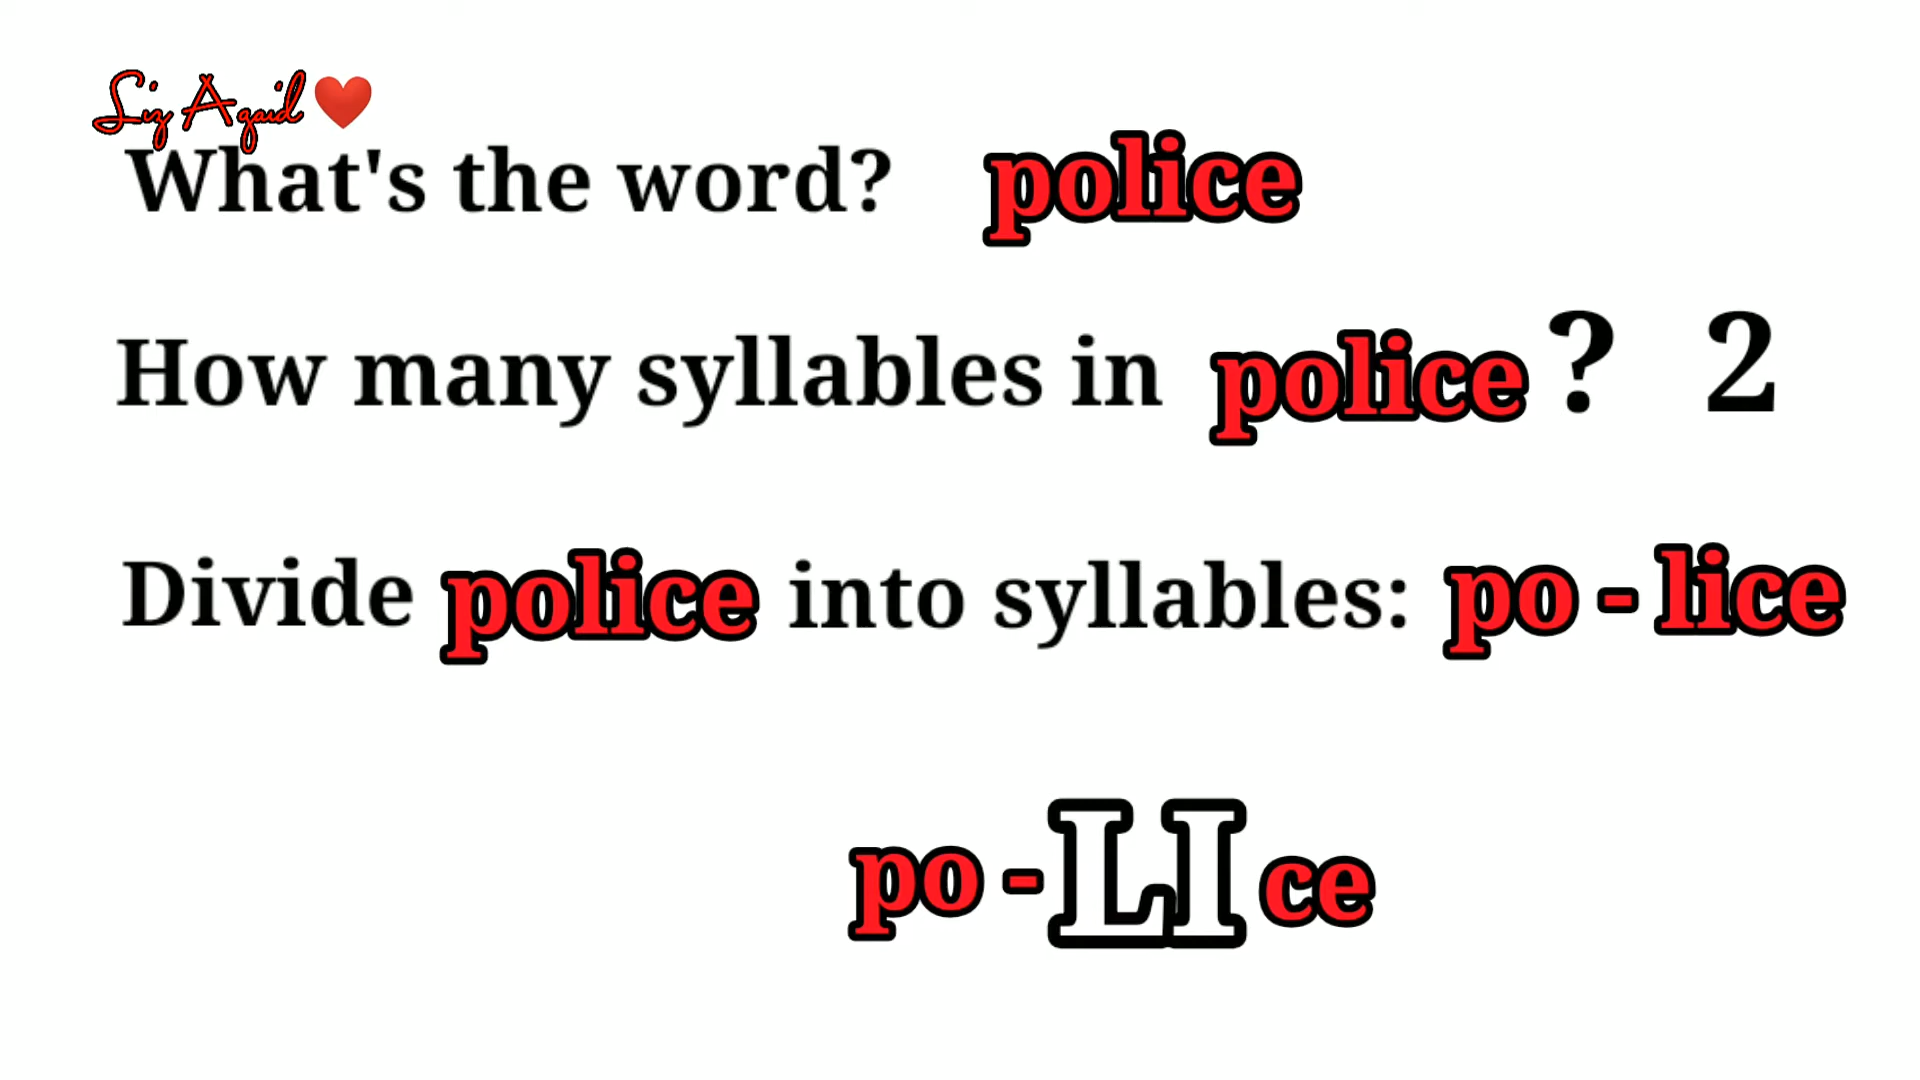 Liz Agaid ❤
What's the word? police
How many syllables in police ? 2
Divide police into syllables: po - lice
po - LI ce